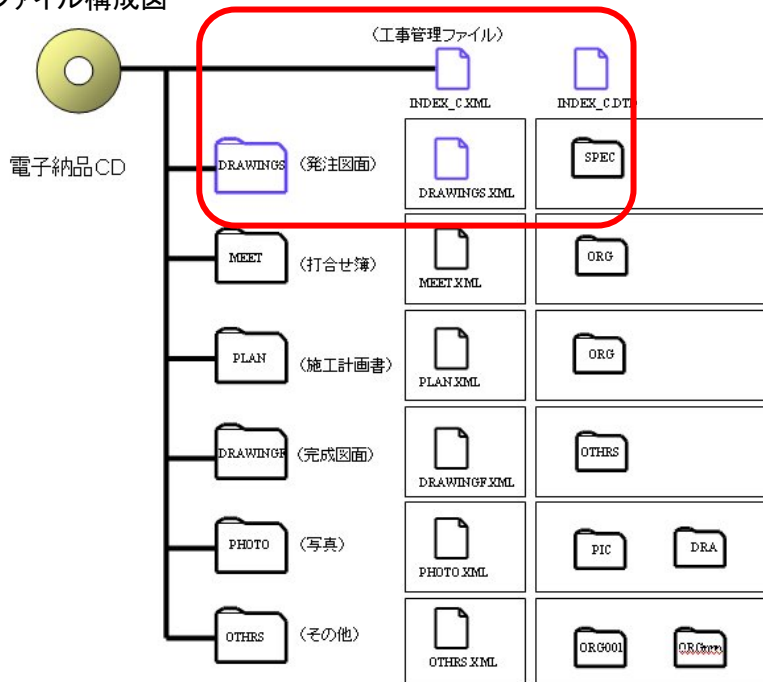 ファイル構成図
（工事管理ファイル）
INDEX_C.XML
INDEX_C.DTD
電子納品CD
DRAWINGS
（発注図面）
DRAWINGS.XML
SPEC
MEET
（打合せ簿）
MEET.XML
ORG
PLAN
（施工計画書）
PLAN.XML
ORG
DRAWINGF
（完成図面）
DRAWINGF.XML
OTHRS
PHOTO
（写真）
PHOTO.XML
PIC
DRA
OTHRS
（その他）
OTHRS.XML
ORG001
ORGnnn